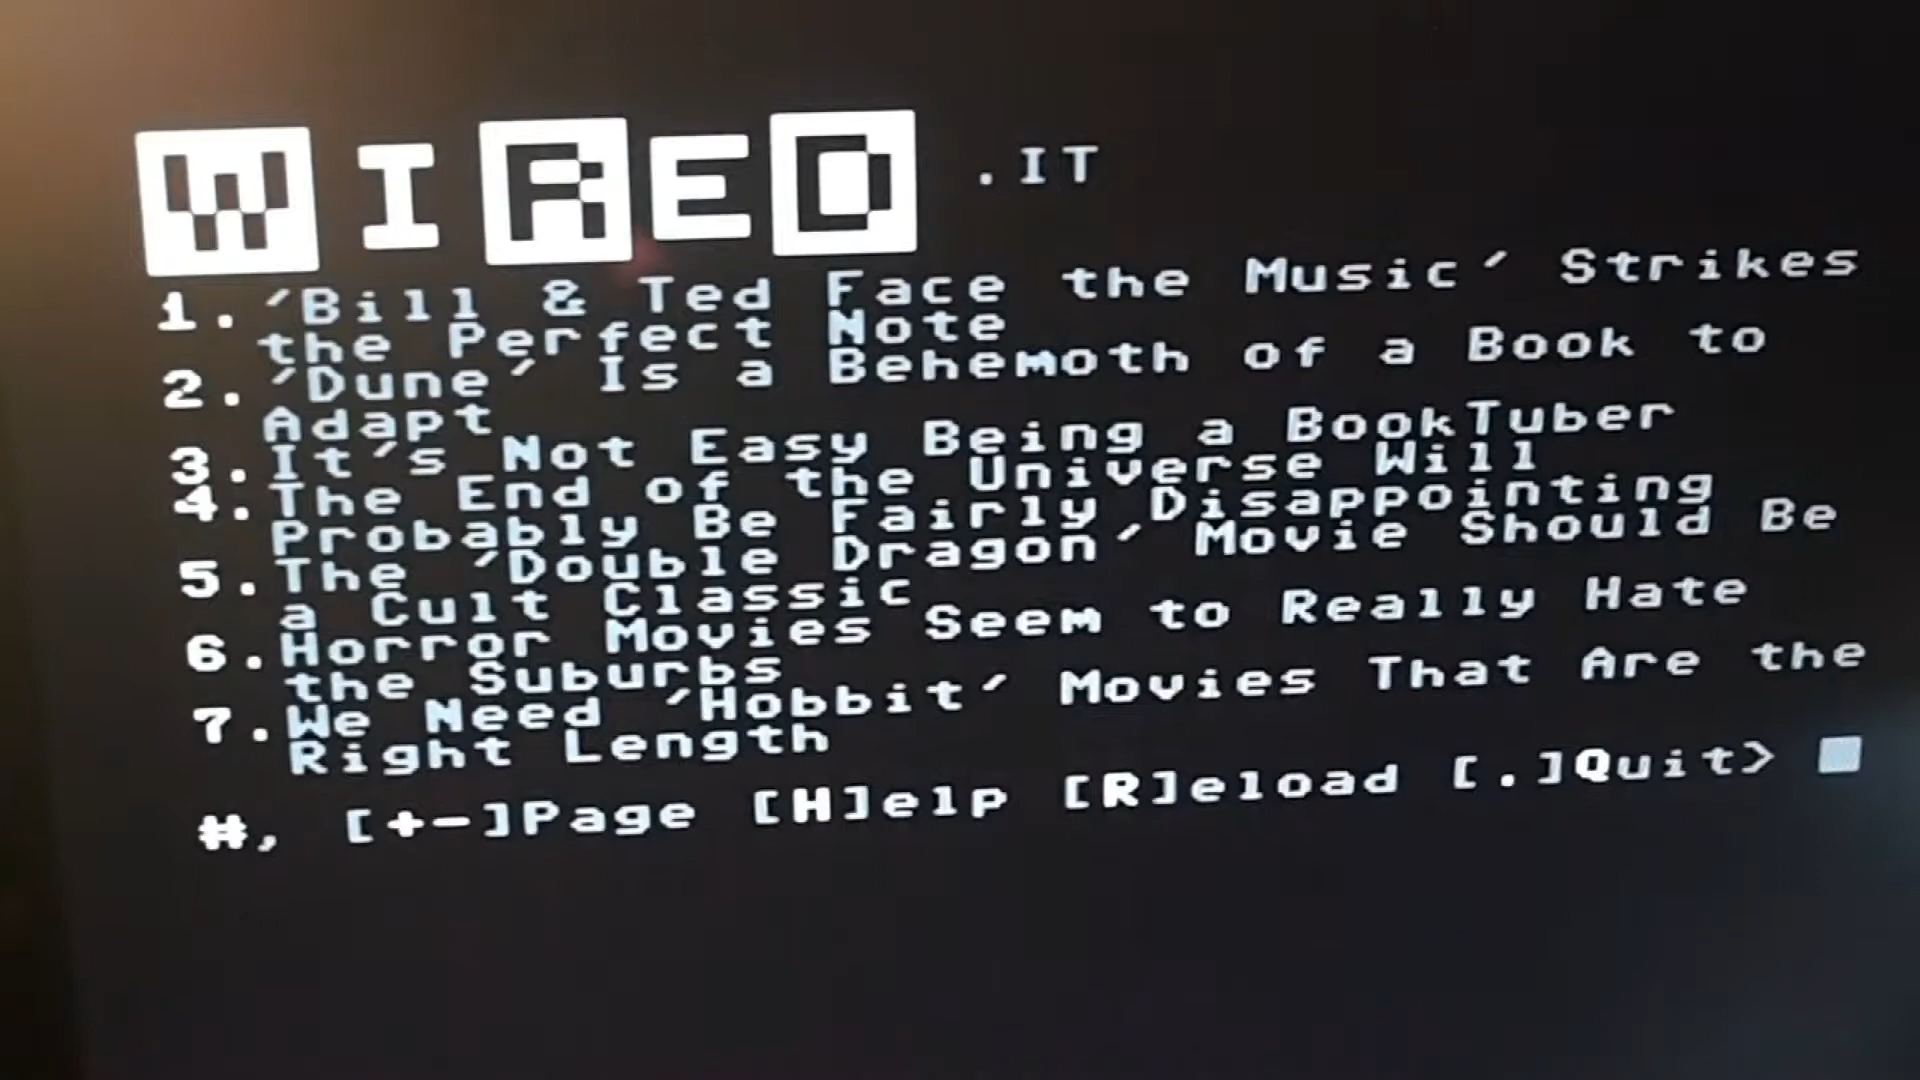 WIRED .IT
1. 'Bill & Ted Face the Music' Strikes
the Perfect Note
2. 'Dune' Is a Behemoth of a Book to
Adapt
3. It's Not Easy Being a BookTuber
4. The End of the Universe Will
Probably Be Fairly Disappointing
5. The 'Double Dragon' Movie Should Be
a Cult Classic
6. Horror Movies Seem to Really Hate
the Suburbs
7. We Need 'Hobbit' Movies That Are the
Right Length
#, [+-]Page [H]elp [R]eload [.]Quit>